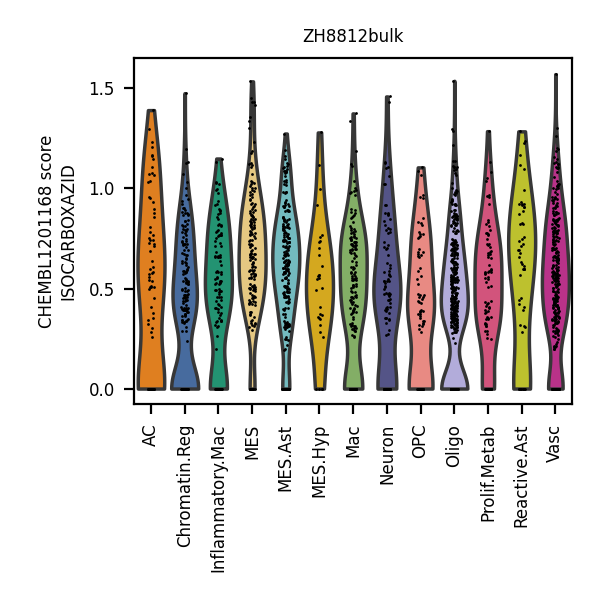 ZH8812bulk
CHEMBL1201168 score
ISOCARBOXAZID
1.5
1.0
0.5
0.0
AC
Chromatin.Reg
Inflammatory.Mac
MES
MES.Ast
MES.Hyp
Mac
Neuron
OPC
Oligo
Prolif.Metab
Reactive.Ast
Vasc